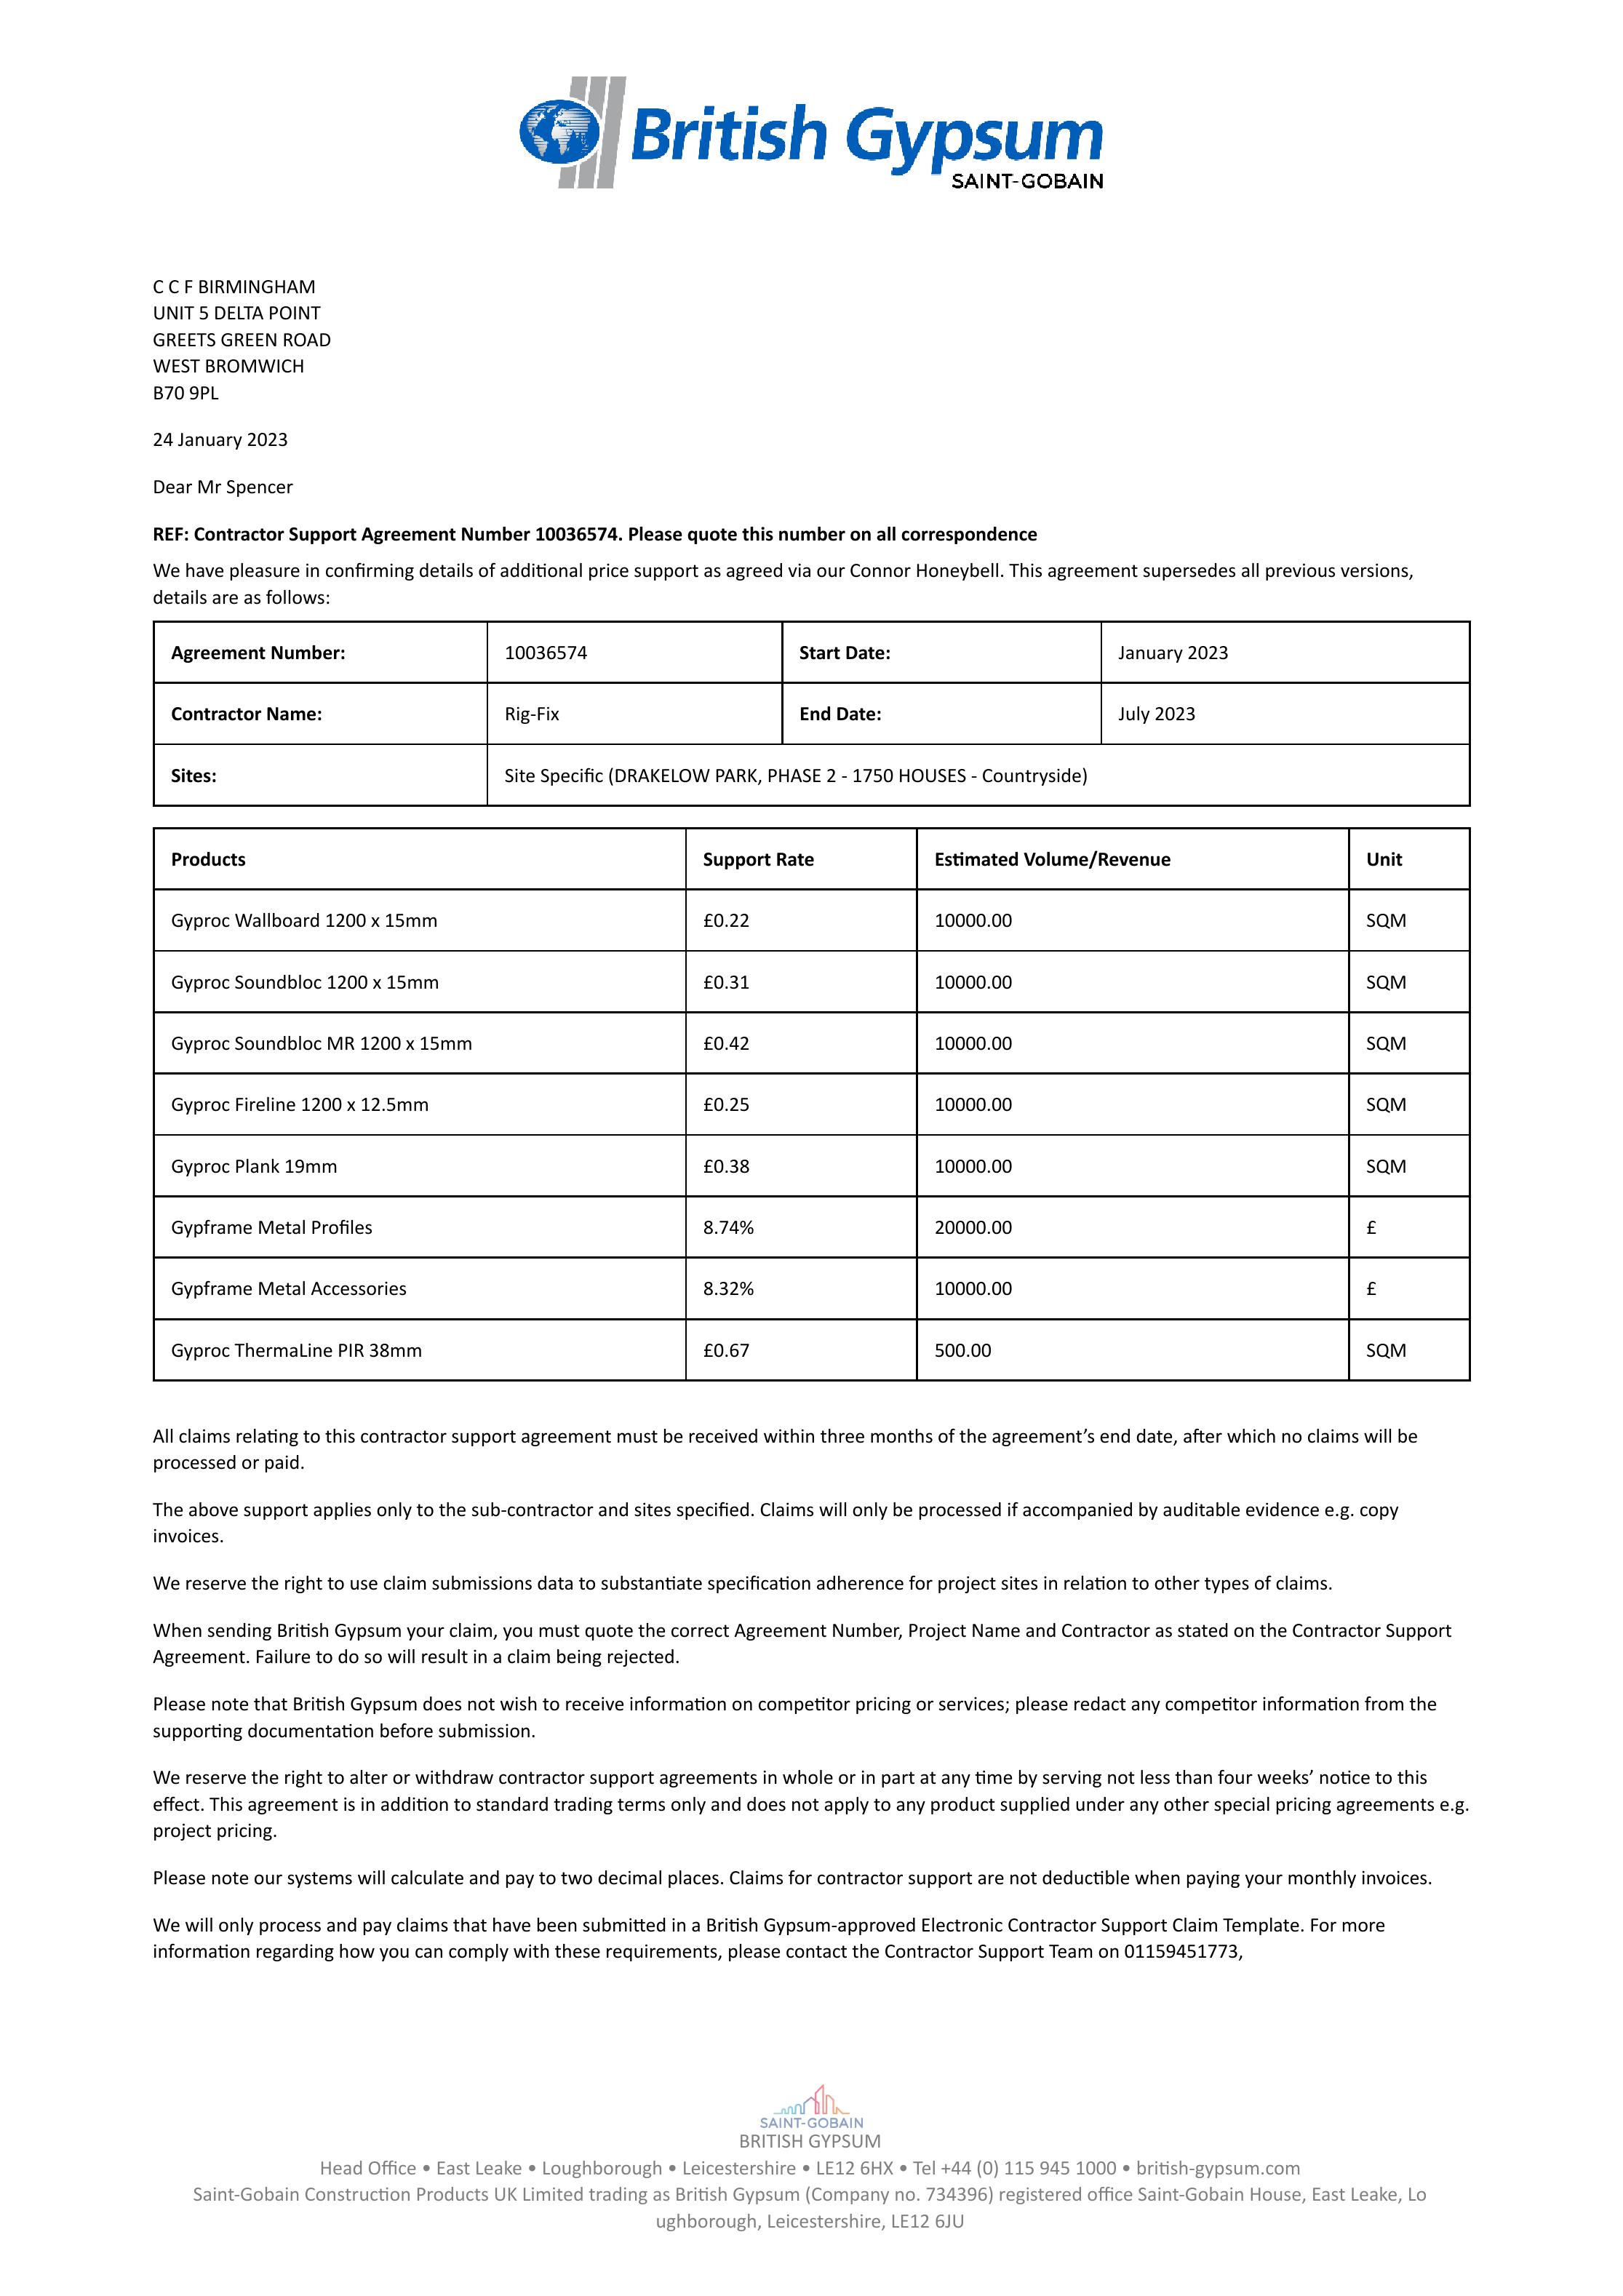 British Gypsum
SAINT-GOBAIN
C C F BIRMINGHAM
UNIT 5 DELTA POINT
GREETS GREEN ROAD
WEST BROMWICH
B70 9PL
24 January 2023
Dear Mr Spencer
REF: Contractor Support Agreement Number 10036574. Please quote this number on all correspondence
We have pleasure in confirming details of additional price support as agreed via our Connor Honeybell. This agreement supersedes all previous versions,
details are as follows:
Agreement Number: 10036574 Start Date: January 2023
Contractor Name: Rig-Fix End Date: July 2023
Sites: Site Specific (DRAKELOW PARK, PHASE 2 - 1750 HOUSES - Countryside)
Products Support Rate Estimated Volume/Revenue Unit
Gyproc Wallboard 1200 x 15mm £0.22 10000.00 SQM
Gyproc Soundbloc 1200 x 15mm £0.31 10000.00 SQM
Gyproc Soundbloc MR 1200 x 15mm £0.42 10000.00 SQM
Gyproc Fireline 1200 x 12.5mm £0.25 10000.00 SQM
Gyproc Plank 19mm £0.38 10000.00 SQM
Gypframe Metal Profiles 8.74% 20000.00 £
Gypframe Metal Accessories 8.32% 10000.00 £
Gyproc ThermaLine PIR 38mm £0.67 500.00 SQM
All claims relating to this contractor support agreement must be received within three months of the agreement’s end date, after which no claims will be
processed or paid.
The above support applies only to the sub-contractor and sites specified. Claims will only be processed if accompanied by auditable evidence e.g. copy
invoices.
We reserve the right to use claim submissions data to substantiate specification adherence for project sites in relation to other types of claims.
When sending British Gypsum your claim, you must quote the correct Agreement Number, Project Name and Contractor as stated on the Contractor Support
Agreement. Failure to do so will result in a claim being rejected.
Please note that British Gypsum does not wish to receive information on competitor pricing or services; please redact any competitor information from the
supporting documentation before submission.
We reserve the right to alter or withdraw contractor support agreements in whole or in part at any time by serving not less than four weeks’ notice to this
effect. This agreement is in addition to standard trading terms only and does not apply to any product supplied under any other special pricing agreements e.g.
project pricing.
Please note our systems will calculate and pay to two decimal places. Claims for contractor support are not deductible when paying your monthly invoices.
We will only process and pay claims that have been submitted in a British Gypsum-approved Electronic Contractor Support Claim Template. For more
information regarding how you can comply with these requirements, please contact the Contractor Support Team on 01159451773,
SAINT-GOBAIN
BRITISH GYPSUM
Head Office • East Leake • Loughborough • Leicestershire • LE12 6HX • Tel +44 (0) 115 945 1000 • british-gypsum.com
Saint-Gobain Construction Products UK Limited trading as British Gypsum (Company no. 734396) registered office Saint-Gobain House, East Leake, Lo
ughborough, Leicestershire, LE12 6JU